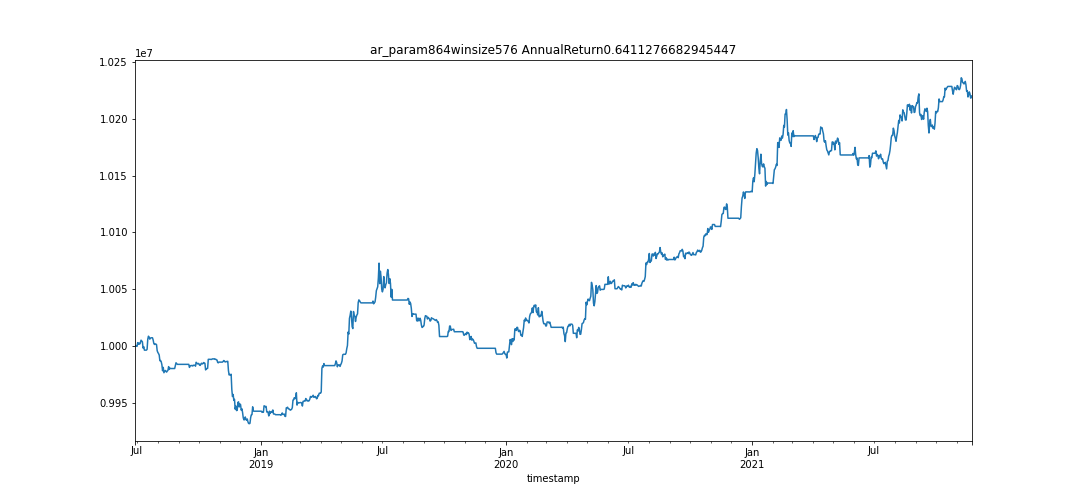 ar_param864winsize576 AnnualReturn0.6411276682945447
1e7
1.025
1.020
1.015
1.010
1.005
1.000
0.995
Jul Jan Jul Jan Jul Jan Jul
2019 2020 2021
timestamp